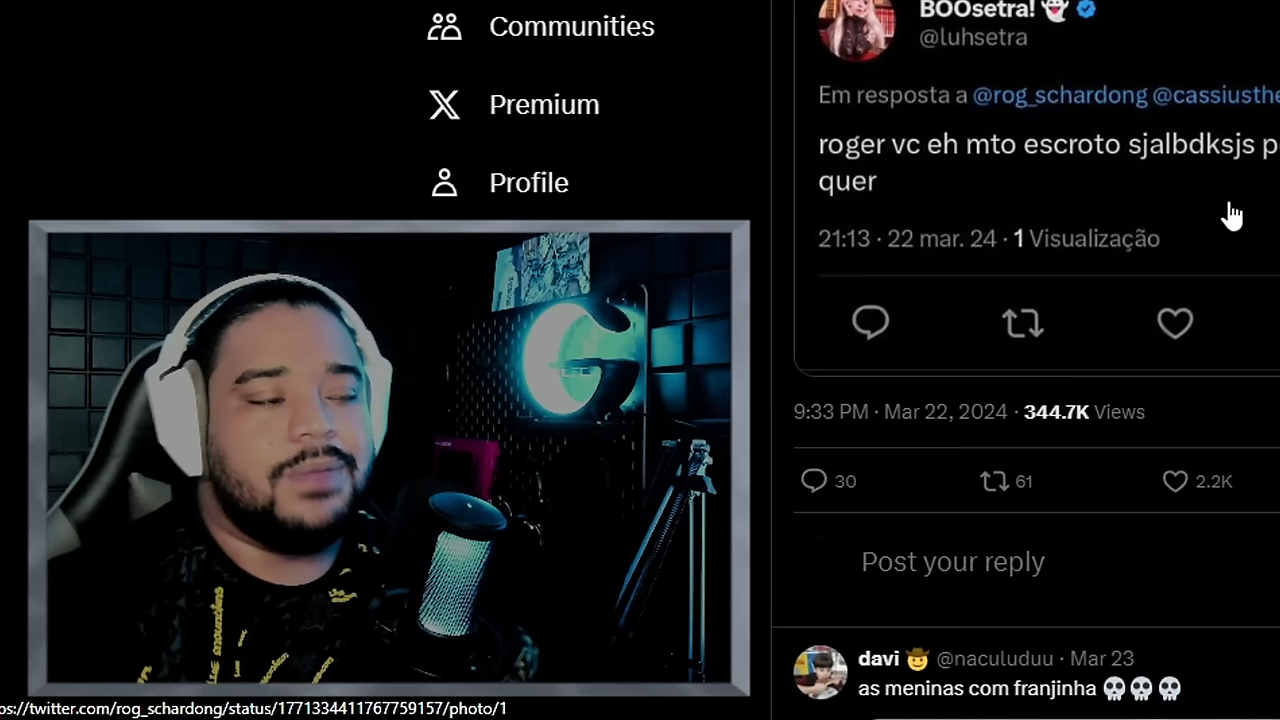 Communities
Premium
Profile
BOOsetra! 👻
@luhsetra
Em resposta a @rog_schardong @cassiusthe
roger vc eh mto escroto sjalbdksjs p
quer
21:13 · 22 mar. 24 · 1 Visualização
9:33 PM · Mar 22, 2024 · 344.7K Views
30
61
2.2K
Post your reply
davi 🤠 @naculuduu · Mar 23
as meninas com franjinha 💀💀💀
ps://twitter.com/rog_schardong/status/1771334411767759157/photo/1